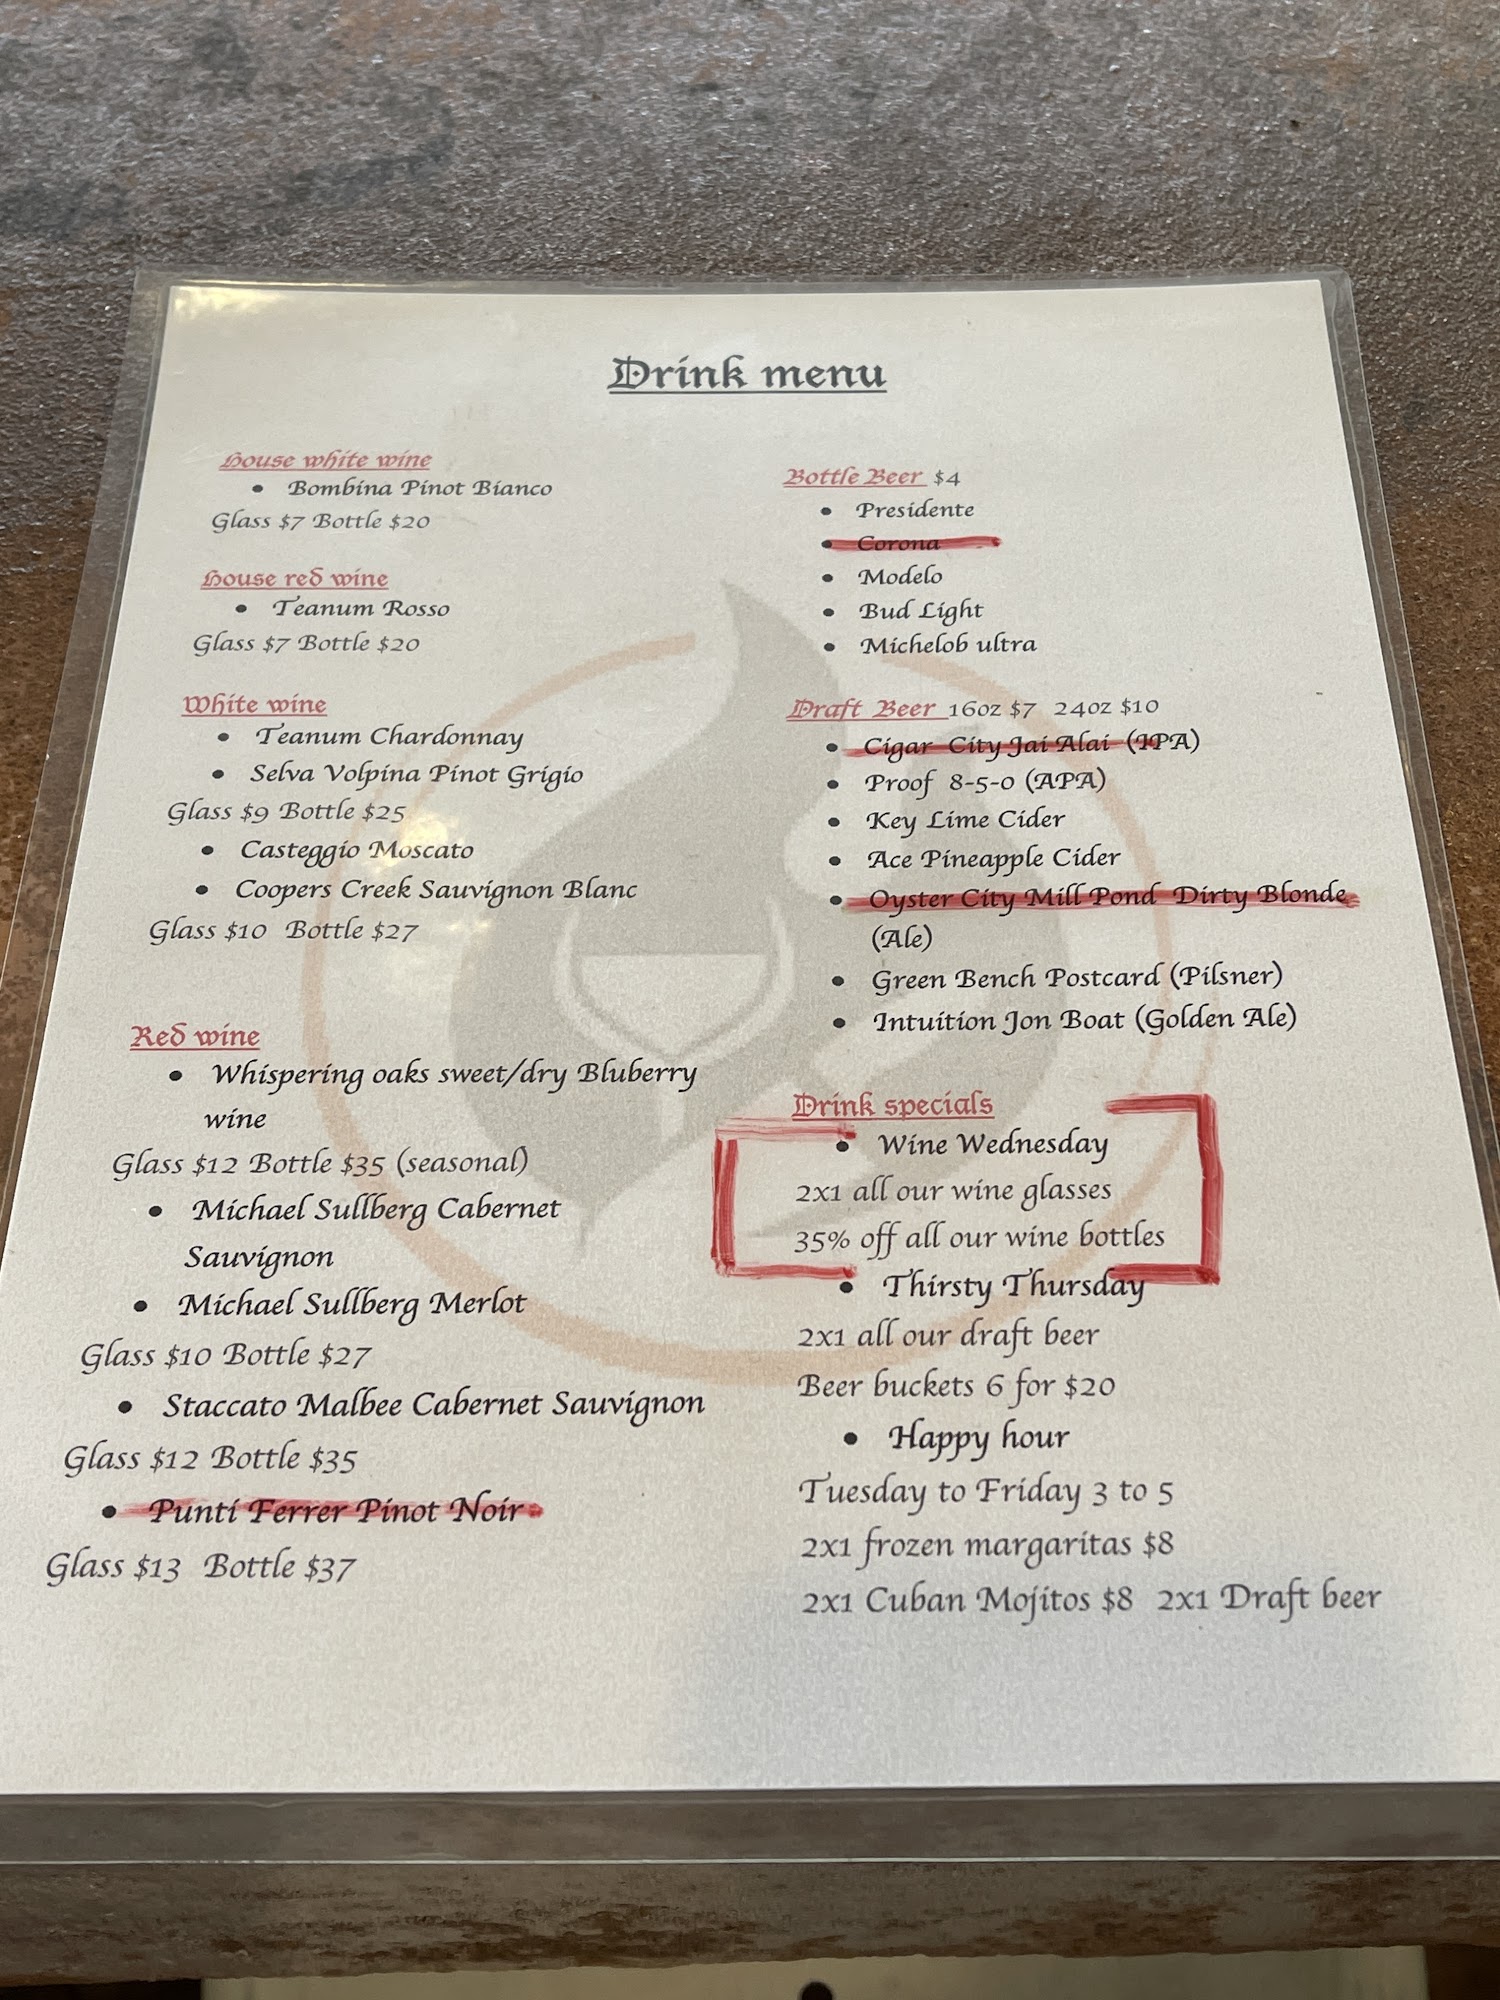 Drink menu
House white wine
• Bombina Pinot Bianco
Glass $7 Bottle $20
House red wine
• Teanum Rosso
Glass $7 Bottle $20
White wine
• Teanum Chardonnay
• Selva Volpina Pinot Grigio
Glass $9 Bottle $25
• Casteggio Moscato
• Coopers Creek Sauvignon Blanc
Glass $10 Bottle $27
Red wine
• Whispering oaks sweet/dry Bluberry
wine
Glass $12 Bottle $35 (seasonal)
• Michael Sullberg Cabernet
Sauvignon
• Michael Sullberg Merlot
Glass $10 Bottle $27
• Staccato Malbee Cabernet Sauvignon
Glass $12 Bottle $35
• Punti Ferrer Pinot Noir
Glass $13 Bottle $37
Bottle Beer $4
• Presidente
• Corona
• Modelo
• Bud Light
• Michelob ultra
Draft Beer 16oz $7 24oz $10
• Cigar City Jai Alai (IPA)
• Proof 8-5-0 (APA)
• Key Lime Cider
• Ace Pineapple Cider
• Oyster City Mill Pond Dirty Blonde
(Ale)
• Green Bench Postcard (Pilsner)
• Intuition Jon Boat (Golden Ale)
Drink specials
• Wine Wednesday
2x1 all our wine glasses
35% off all our wine bottles
• Thirsty Thursday
2x1 all our draft beer
Beer buckets 6 for $20
• Happy hour
Tuesday to Friday 3 to 5
2x1 frozen margaritas $8
2x1 Cuban Mojitos $8 2x1 Draft beer